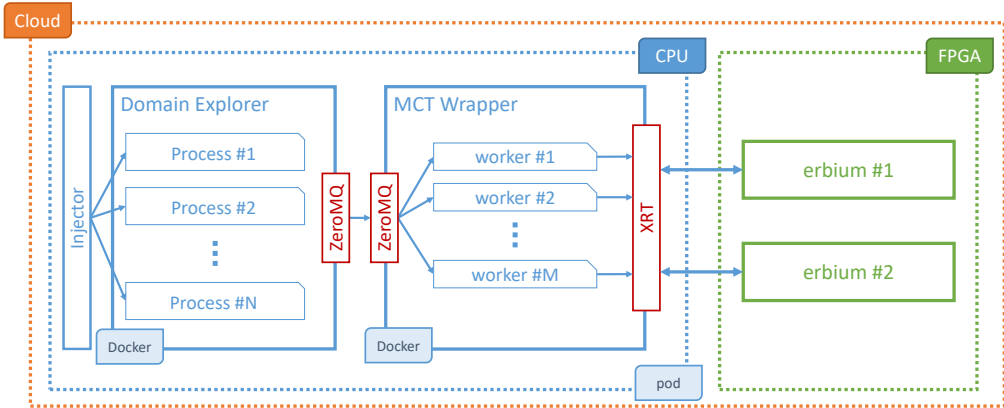 Cloud
CPU
FPGA
Injector
Domain Explorer
Process #1
Process #2
Process #N
Docker
ZeroMQ
ZeroMQ
MCT Wrapper
worker #1
worker #2
worker #M
Docker
XRT
pod
erbium #1
erbium #2